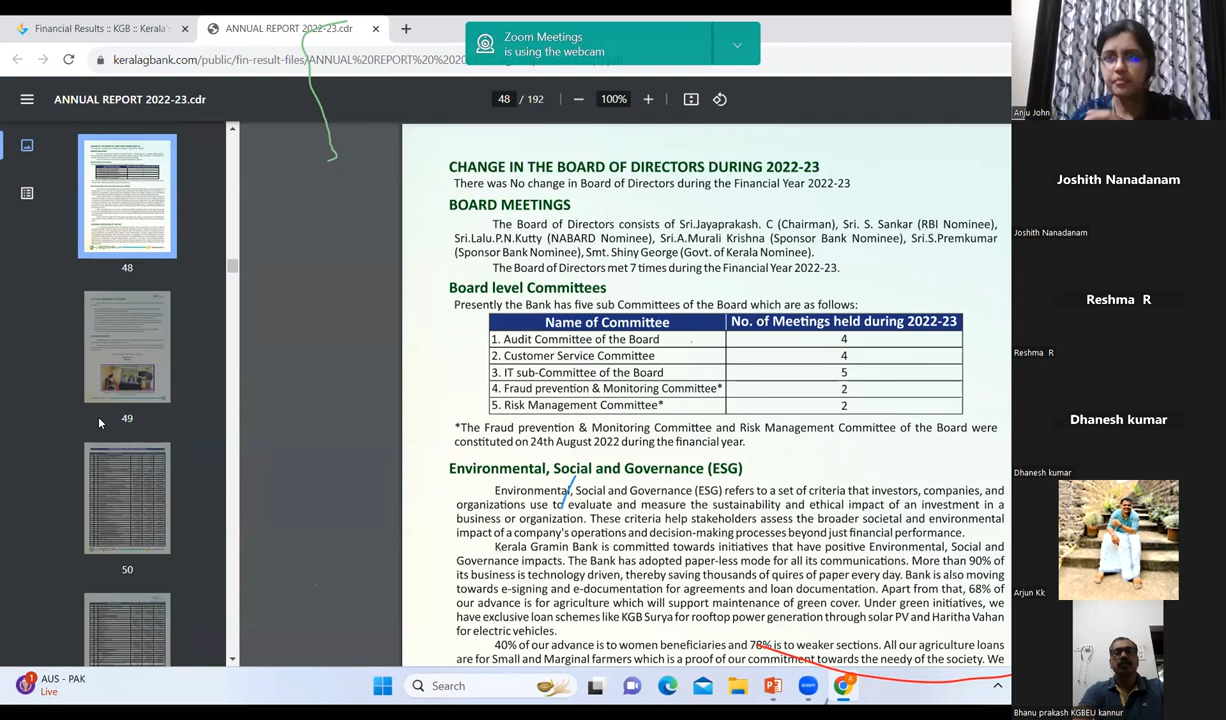 Financial Results :: KGB :: Kerala's
ANNUAL REPORT 2022-23.cdr
Zoom Meetings
is using the webcam
keralagbank.com/public/fin-result-files/ANNUAL%20REPORT%20%20
ANNUAL REPORT 2022-23.cdr
48 / 192
100%
48
49
50
CHANGE IN THE BOARD OF DIRECTORS DURING 2022-23
There was No change in Board of Directors during the Financial Year 2022-23
BOARD MEETINGS
The Board of Directors consists of Sri.Jayaprakash. C (Chairman), Sri. S. Sankar (RBI Nominee),
Sri.Lalu.P.N.Kutty (NABARD Nominee), Sri.A.Murali Krishna (Sponsor Bank Nominee), Sri.S.Premkumar
(Sponsor Bank Nominee), Smt. Shiny George (Govt. of Kerala Nominee).
The Board of Directors met 7 times during the Financial Year 2022-23.
Board level Committees
Presently the Bank has five sub Committees of the Board which are as follows:
Name of Committee No. of Meetings held during 2022-23
1. Audit Committee of the Board 4
2. Customer Service Committee 4
3. IT sub-Committee of the Board 5
4. Fraud prevention & Monitoring Committee* 2
5. Risk Management Committee* 2
*The Fraud prevention & Monitoring Committee and Risk Management Committee of the Board were
constituted on 24th August 2022 during the financial year.
Environmental, Social and Governance (ESG)
Environmental, Social and Governance (ESG) refers to a set of criteria that investors, companies, and
organizations use to evaluate and measure the sustainability and ethical impact of an investment in a
business or organization. These criteria help stakeholders assess the broader societal and environmental
impact of a company's operations and decision-making processes beyond just financial performance.
Kerala Gramin Bank is committed towards initiatives that have positive Environmental, Social and
Governance impacts. The Bank has adopted paper-less mode for all its communications. More than 90% of
its business is technology driven, thereby saving thousands of quires of paper every day. Bank is also moving
towards e-signing and e-documentation for agreements and loan documentation. Apart from that, 68% of
our advance is for agriculture which will support maintenance of green cover. Under green initiatives, we
have exclusive loan schemes like KGB Surya for rooftop power generation through solar PV and Haritha Vahan
for electric vehicles.
40% of our advance is to women beneficiaries and 78% is to weaker sections. All our agriculture loans
are for Small and Marginal farmers which is a proof of our commitment towards the needy of the society. We
1
AUS - PAK
Live
Search
zoom
Anju John
Joshith Nanadanam
Joshith Nanadanam
Reshma R
Reshma R
Dhanesh kumar
Dhanesh kumar
Arjun Kk
Bhanu prakash KGBEU kannur